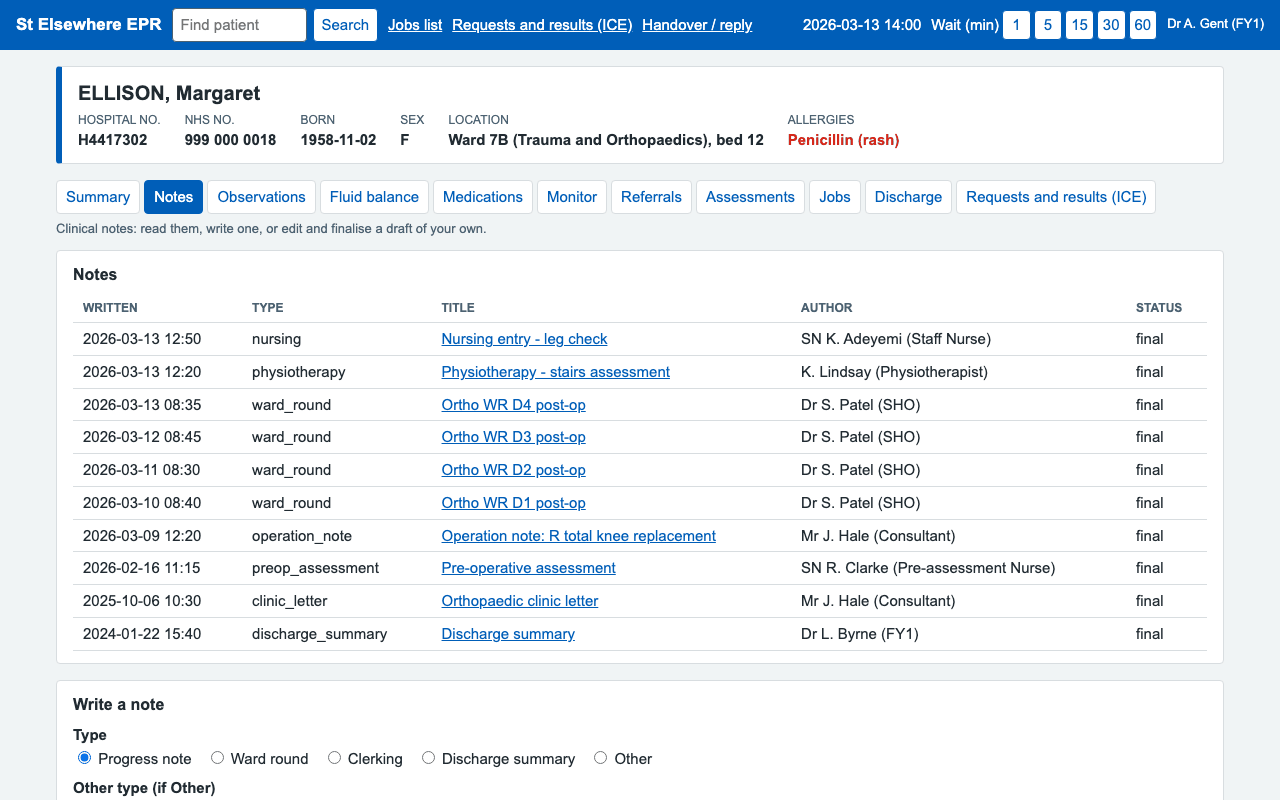 St Elsewhere EPR Find patient Search Jobs list Requests and results (ICE) Handover / reply 2026-03-13 14:00 Wait (min) 1 5 15 30 60 Dr A. Gent (FY1)
ELLISON, Margaret
HOSPITAL NO. NHS NO. BORN SEX LOCATION ALLERGIES
H4417302 999 000 0018 1958-11-02 F Ward 7B (Trauma and Orthopaedics), bed 12 Penicillin (rash)
Summary Notes Observations Fluid balance Medications Monitor Referrals Assessments Jobs Discharge Requests and results (ICE)
Clinical notes: read them, write one, or edit and finalise a draft of your own.
Notes
WRITTEN TYPE TITLE AUTHOR STATUS
2026-03-13 12:50 nursing Nursing entry - leg check SN K. Adeyemi (Staff Nurse) final
2026-03-13 12:20 physiotherapy Physiotherapy - stairs assessment K. Lindsay (Physiotherapist) final
2026-03-13 08:35 ward_round Ortho WR D4 post-op Dr S. Patel (SHO) final
2026-03-12 08:45 ward_round Ortho WR D3 post-op Dr S. Patel (SHO) final
2026-03-11 08:30 ward_round Ortho WR D2 post-op Dr S. Patel (SHO) final
2026-03-10 08:40 ward_round Ortho WR D1 post-op Dr S. Patel (SHO) final
2026-03-09 12:20 operation_note Operation note: R total knee replacement Mr J. Hale (Consultant) final
2026-02-16 11:15 preop_assessment Pre-operative assessment SN R. Clarke (Pre-assessment Nurse) final
2025-10-06 10:30 clinic_letter Orthopaedic clinic letter Mr J. Hale (Consultant) final
2024-01-22 15:40 discharge_summary Discharge summary Dr L. Byrne (FY1) final
Write a note
Type
Progress note Ward round Clerking Discharge summary Other
Other type (if Other)